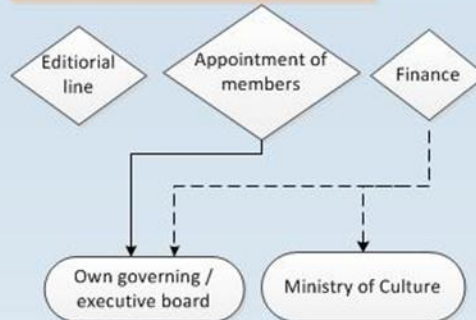 Editiorial
line
Appointment of
members
Finance
Own governing /
executive board
Ministry of Culture